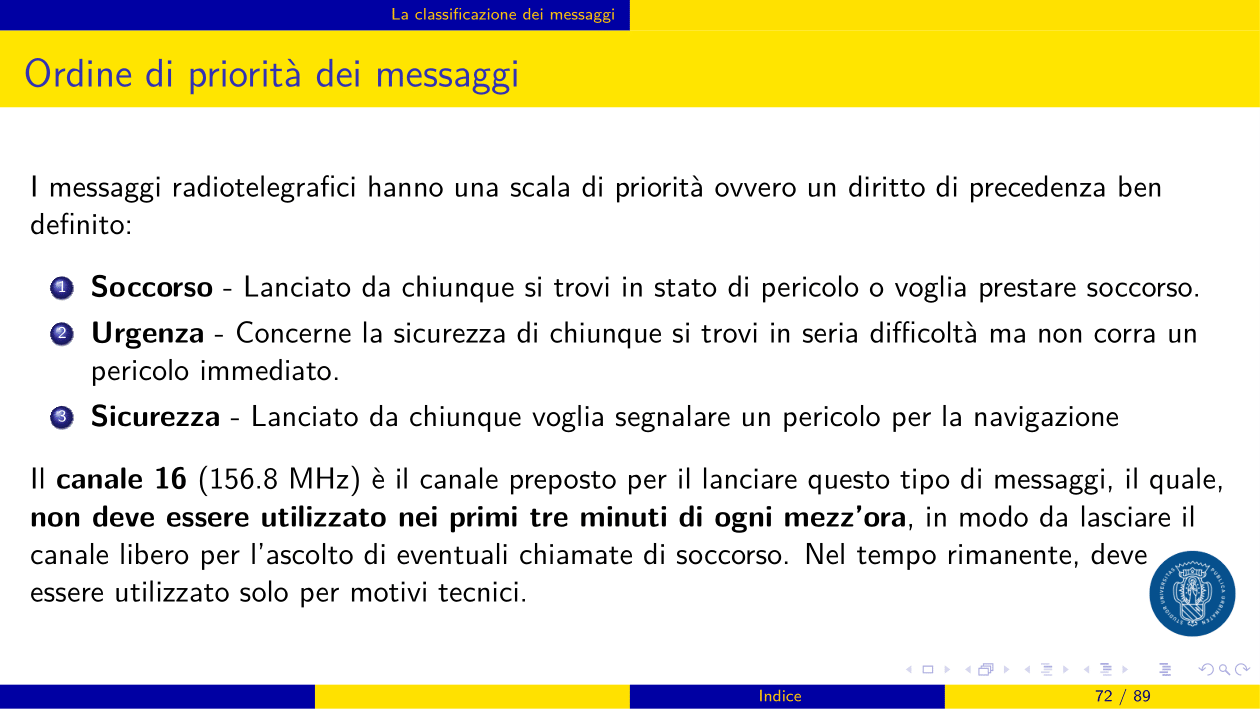 La classificazione dei messaggi
Ordine di priorità dei messaggi
I messaggi radiotelegrafici hanno una scala di priorità ovvero un diritto di precedenza ben
definito:
1 Soccorso - Lanciato da chiunque si trovi in stato di pericolo o voglia prestare soccorso.
2 Urgenza - Concerne la sicurezza di chiunque si trovi in seria difficoltà ma non corra un
pericolo immediato.
3 Sicurezza - Lanciato da chiunque voglia segnalare un pericolo per la navigazione
Il canale 16 (156.8 MHz) è il canale preposto per il lanciare questo tipo di messaggi, il quale,
non deve essere utilizzato nei primi tre minuti di ogni mezz'ora, in modo da lasciare il
canale libero per l'ascolto di eventuali chiamate di soccorso. Nel tempo rimanente, deve
essere utilizzato solo per motivi tecnici.
Indice
72 / 89